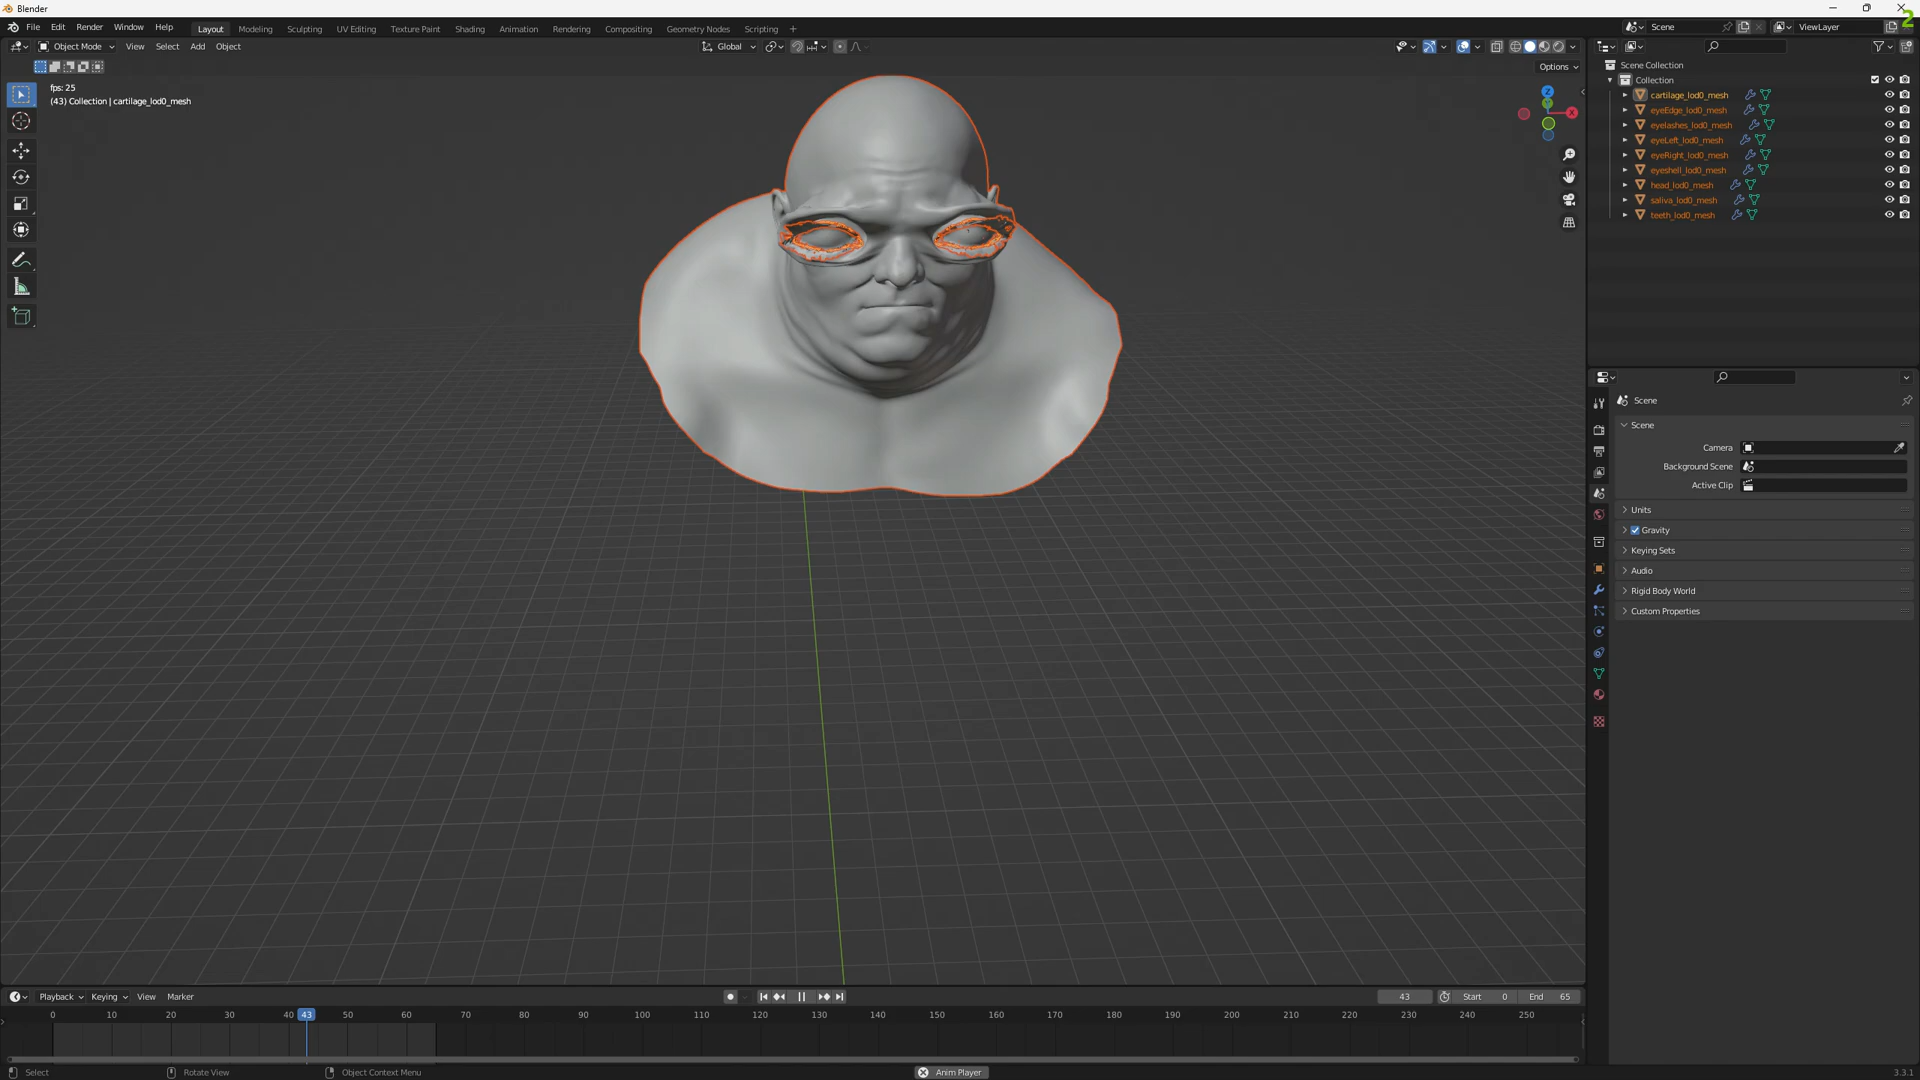 Blender
File Edit Render Window Help Layout Modeling Sculpting UV Editing Texture Paint Shading Animation Rendering Compositing Geometry Nodes Scripting + Scene ViewLayer
2
Object Mode View Select Add Object Global
Options
fps: 25
(43) Collection | cartilage_lod0_mesh
Z
Y
X
Scene Collection
Collection
cartilage_lod0_mesh
eyeEdge_lod0_mesh
eyelashes_lod0_mesh
eyeLeft_lod0_mesh
eyeRight_lod0_mesh
eyeshell_lod0_mesh
head_lod0_mesh
saliva_lod0_mesh
teeth_lod0_mesh
Scene
Scene
Camera
Background Scene
Active Clip
Units
Gravity
Keying Sets
Audio
Rigid Body World
Custom Properties
Playback Keying View Marker 43 Start 0 End 65
0 10 20 30 40 43 50 60 70 80 90 100 110 120 130 140 150 160 170 180 190 200 210 220 230 240 250
Select Rotate View Object Context Menu Anim Player 3.3.1